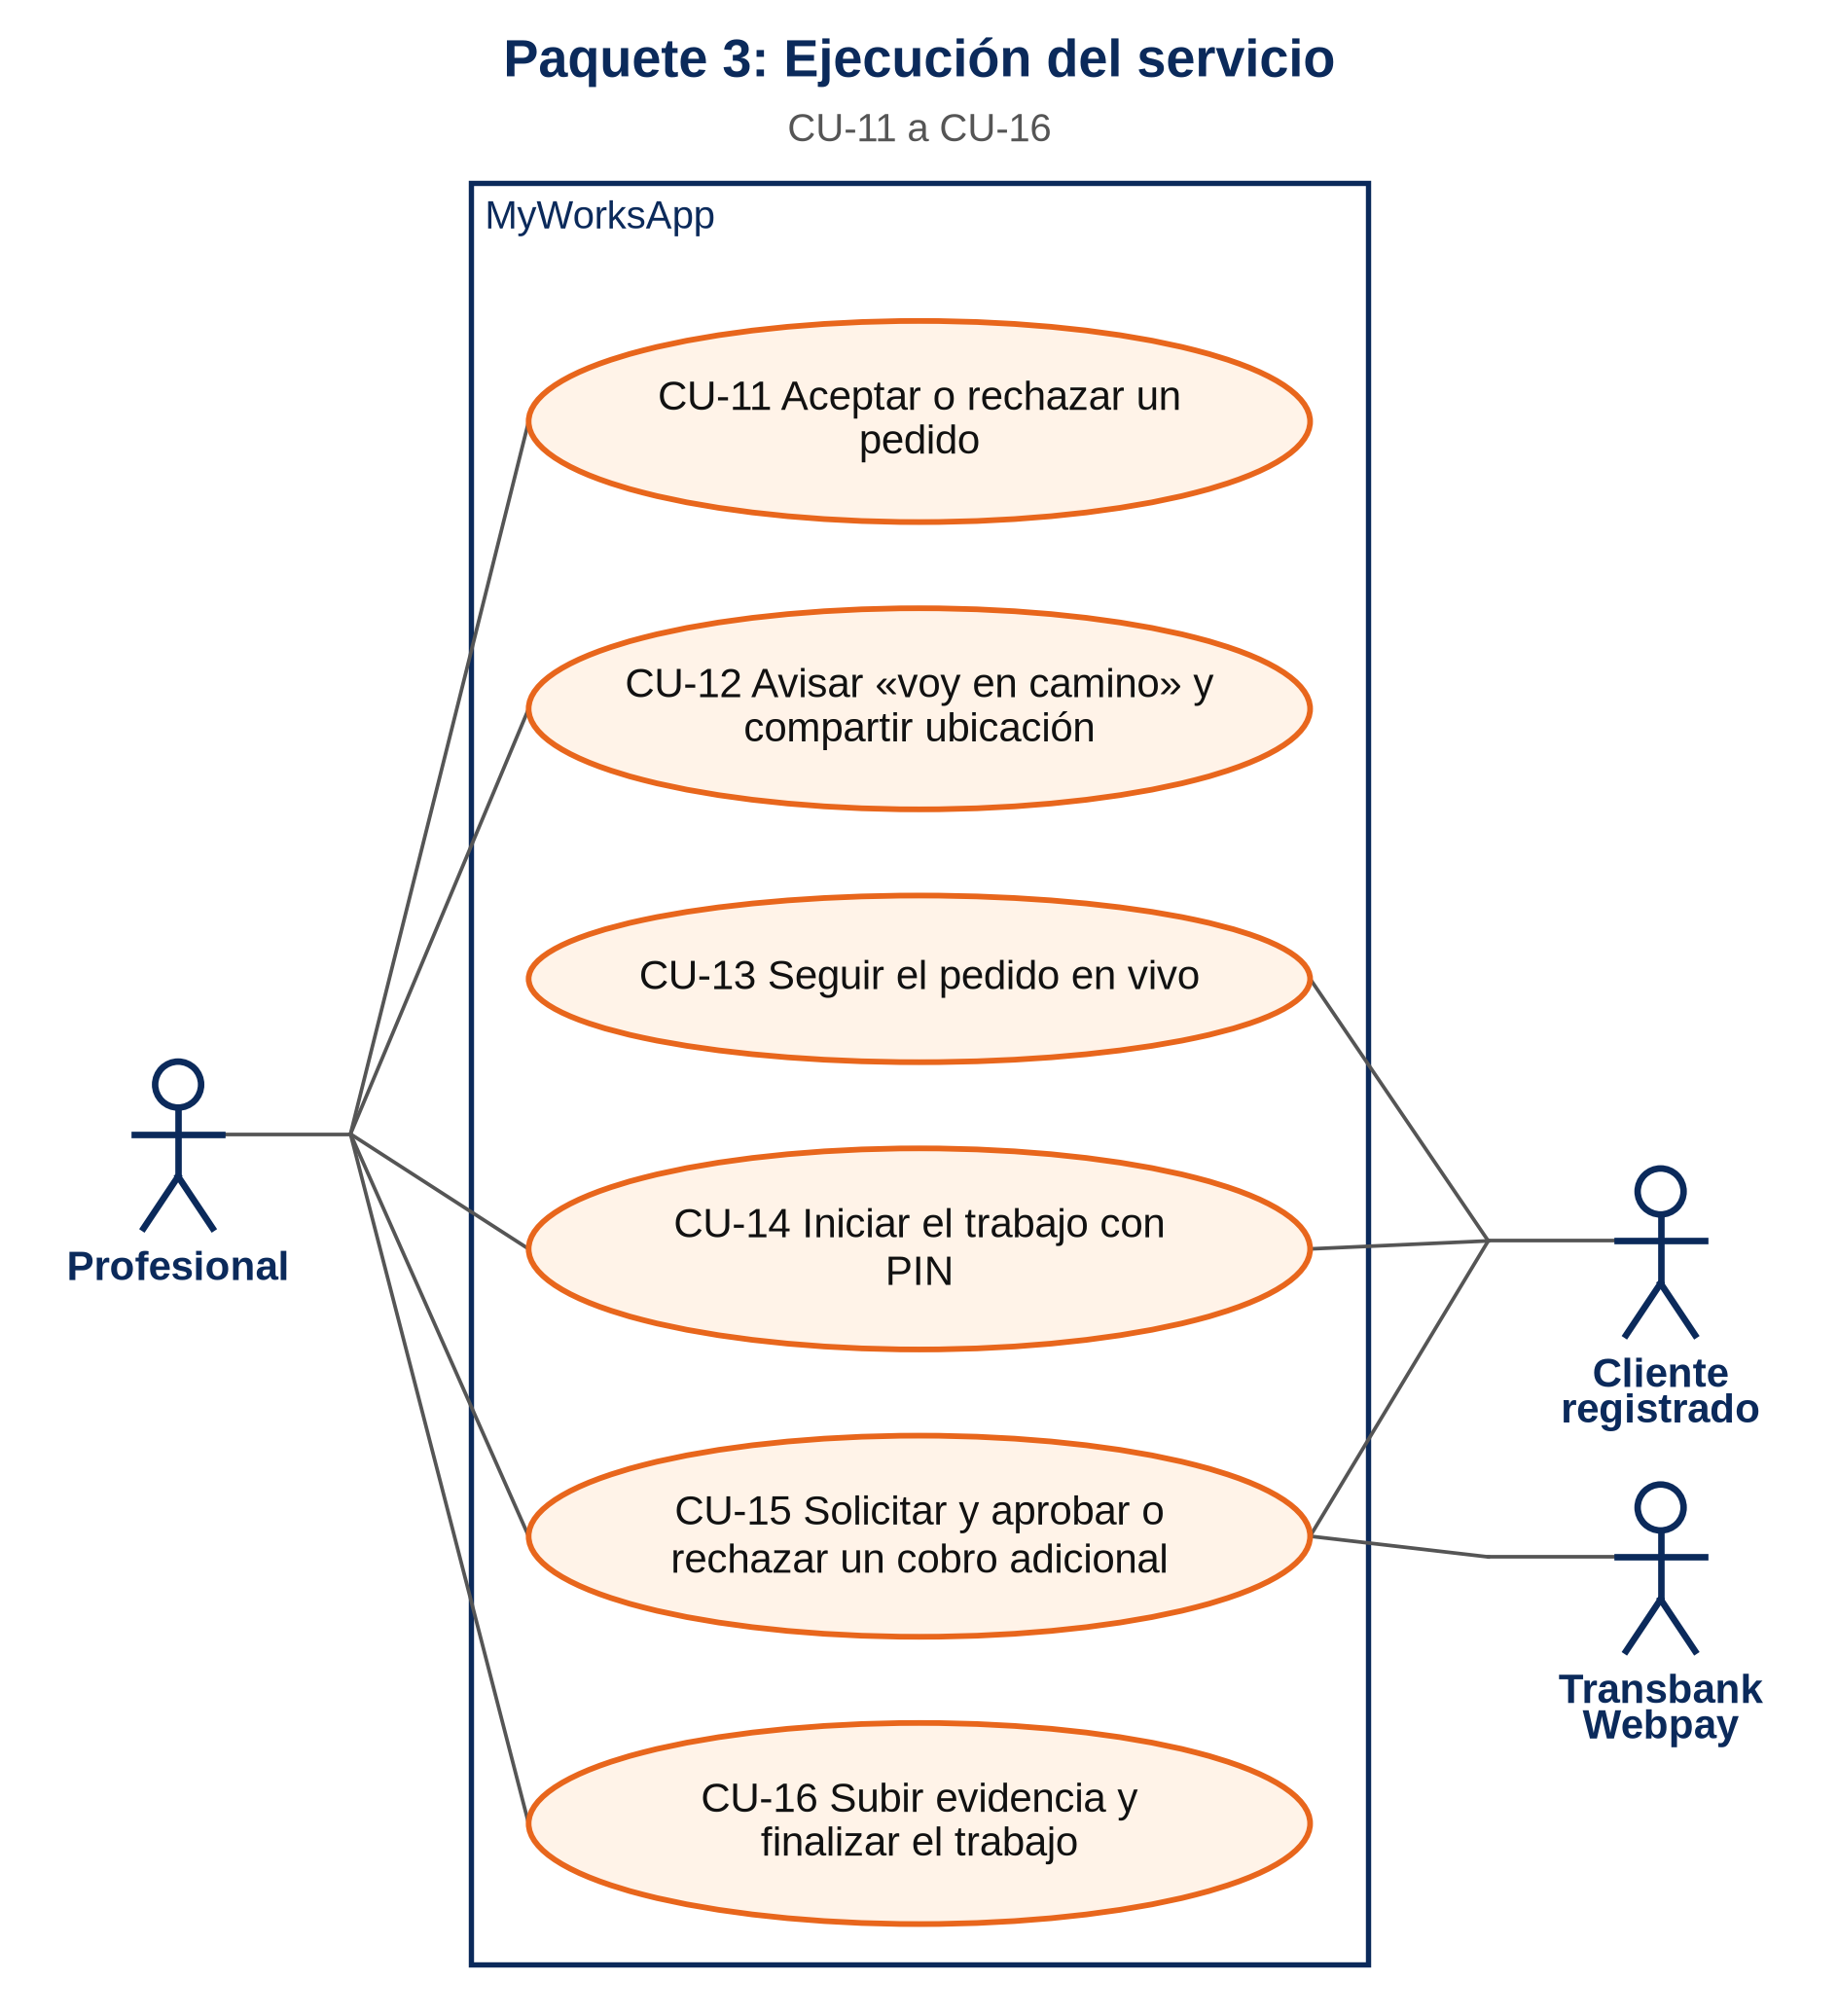 Paquete 3: Ejecución del servicio
CU-11 a CU-16
MyWorksApp
CU-11 Aceptar o rechazar un
pedido
CU-12 Avisar «voy en camino» y
compartir ubicación
CU-13 Seguir el pedido en vivo
CU-14 Iniciar el trabajo con
PIN
CU-15 Solicitar y aprobar o
rechazar un cobro adicional
CU-16 Subir evidencia y
finalizar el trabajo
Profesional
Cliente
registrado
Transbank
Webpay